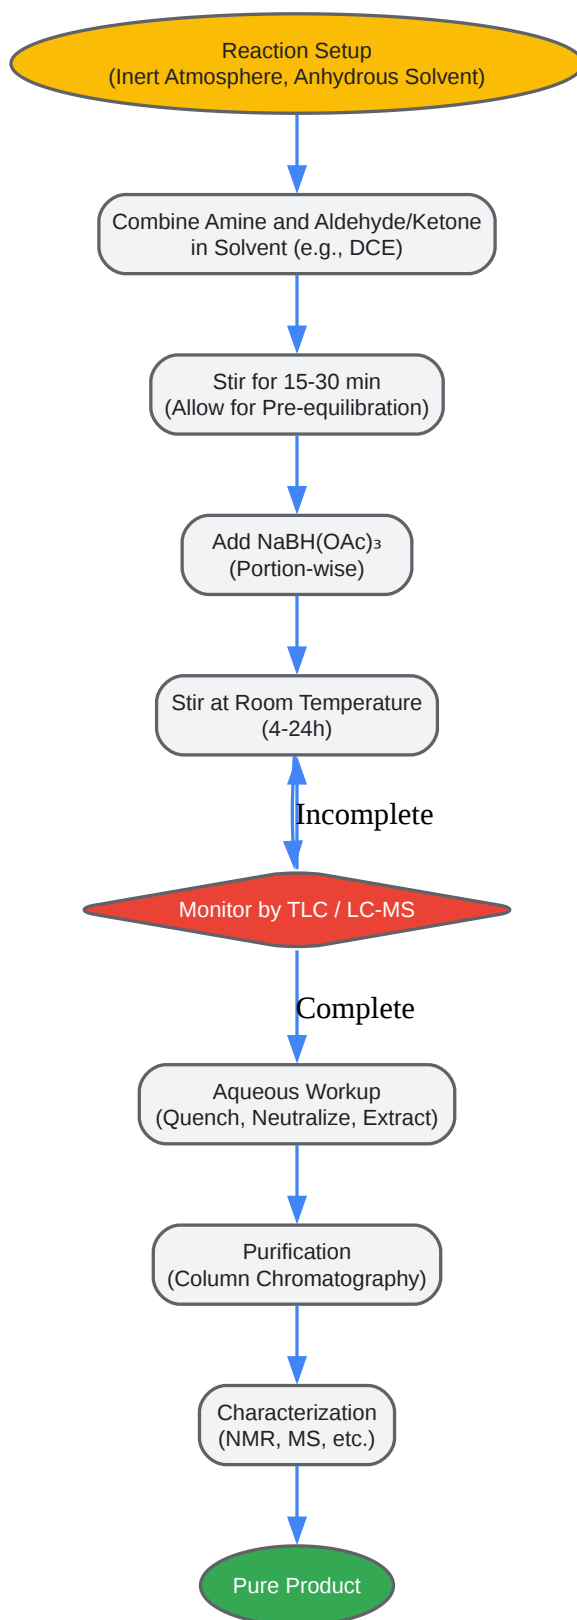 Reaction Setup
(Inert Atmosphere, Anhydrous Solvent)
Combine Amine and Aldehyde/Ketone
in Solvent (e.g., DCE)
Stir for 15-30 min
(Allow for Pre-equilibration)
Add NaBH(OAc)₃
(Portion-wise)
Stir at Room Temperature
(4-24h)
Incomplete
Monitor by TLC / LC-MS
Complete
Aqueous Workup
(Quench, Neutralize, Extract)
Purification
(Column Chromatography)
Characterization
(NMR, MS, etc.)
Pure Product